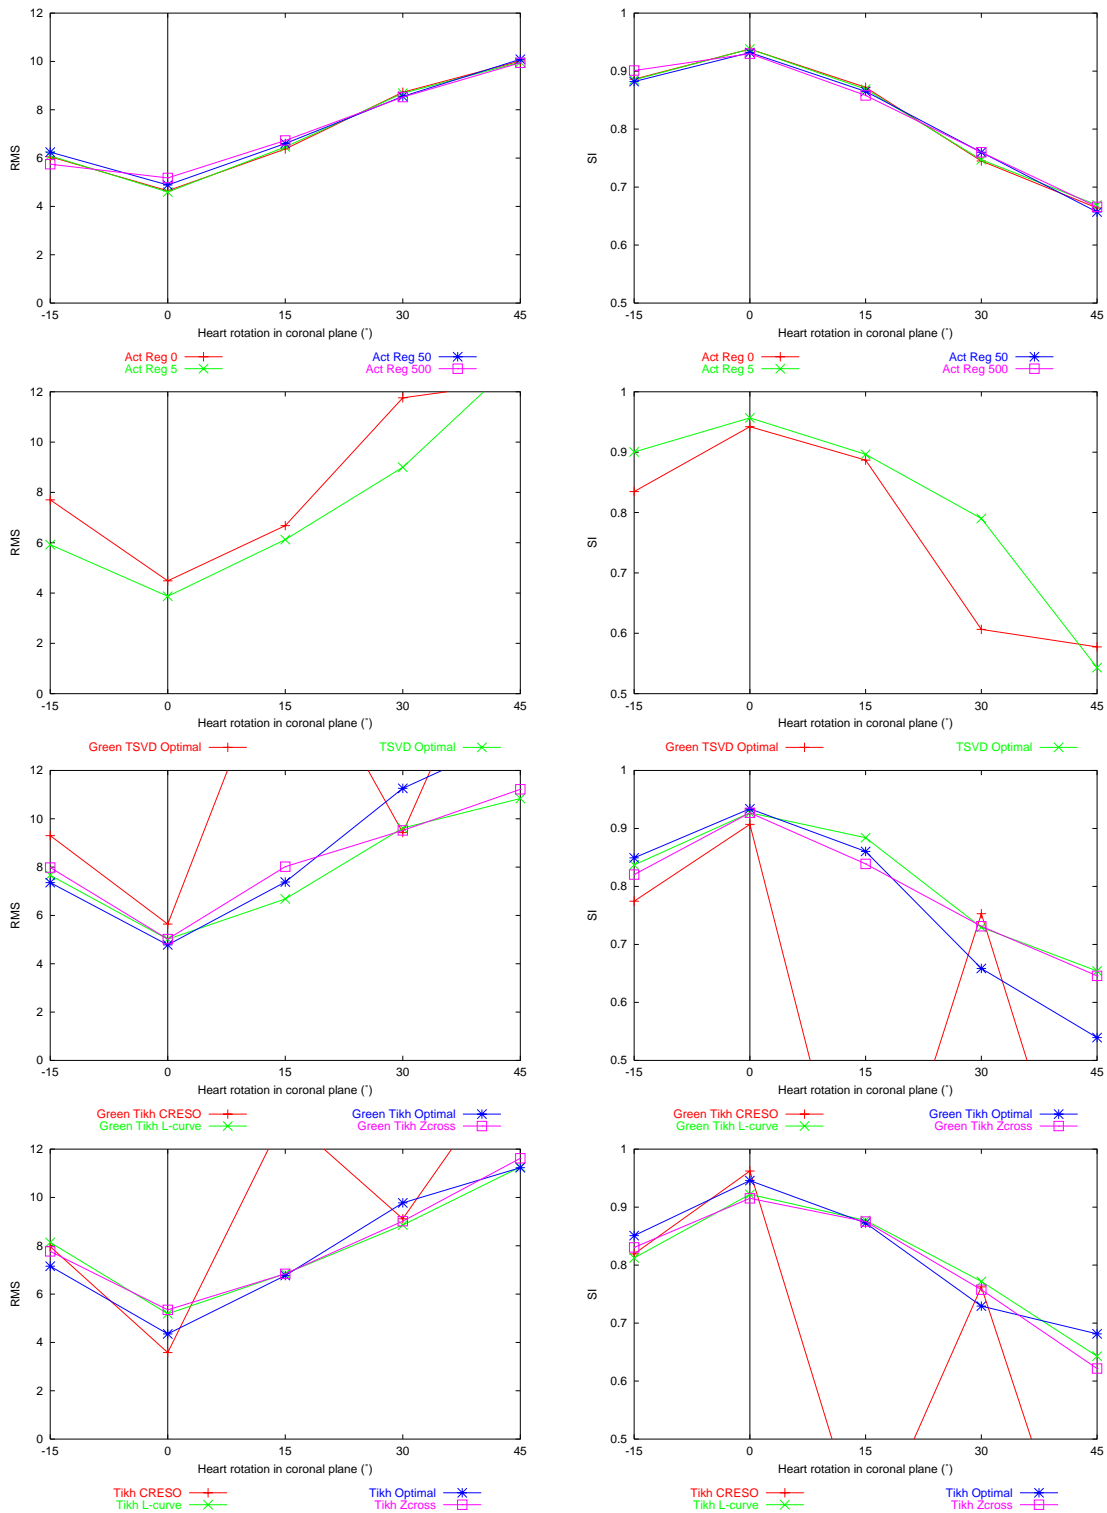 12
10
8
6
4
2
0
RMS
-15 0 15 30 45
Heart rotation in coronal plane (°)
Act Reg 0
Act Reg 5
Act Reg 50
Act Reg 500
1
0.9
0.8
0.7
0.6
0.5
SI
-15 0 15 30 45
Heart rotation in coronal plane (°)
Act Reg 0
Act Reg 5
Act Reg 50
Act Reg 500
12
10
8
6
4
2
0
RMS
-15 0 15 30 45
Heart rotation in coronal plane (°)
Green TSVD Optimal
TSVD Optimal
1
0.9
0.8
0.7
0.6
0.5
SI
-15 0 15 30 45
Heart rotation in coronal plane (°)
Green TSVD Optimal
TSVD Optimal
12
10
8
6
4
2
0
RMS
-15 0 15 30 45
Heart rotation in coronal plane (°)
Green Tikh CRESO
Green Tikh L-curve
Green Tikh Optimal
Green Tikh Zcross
1
0.9
0.8
0.7
0.6
0.5
SI
-15 0 15 30 45
Heart rotation in coronal plane (°)
Green Tikh CRESO
Green Tikh L-curve
Green Tikh Optimal
Green Tikh Zcross
12
10
8
6
4
2
0
RMS
-15 0 15 30 45
Heart rotation in coronal plane (°)
Tikh CRESO
Tikh L-curve
Tikh Optimal
Tikh Zcross
1
0.9
0.8
0.7
0.6
0.5
SI
-15 0 15 30 45
Heart rotation in coronal plane (°)
Tikh CRESO
Tikh L-curve
Tikh Optimal
Tikh Zcross